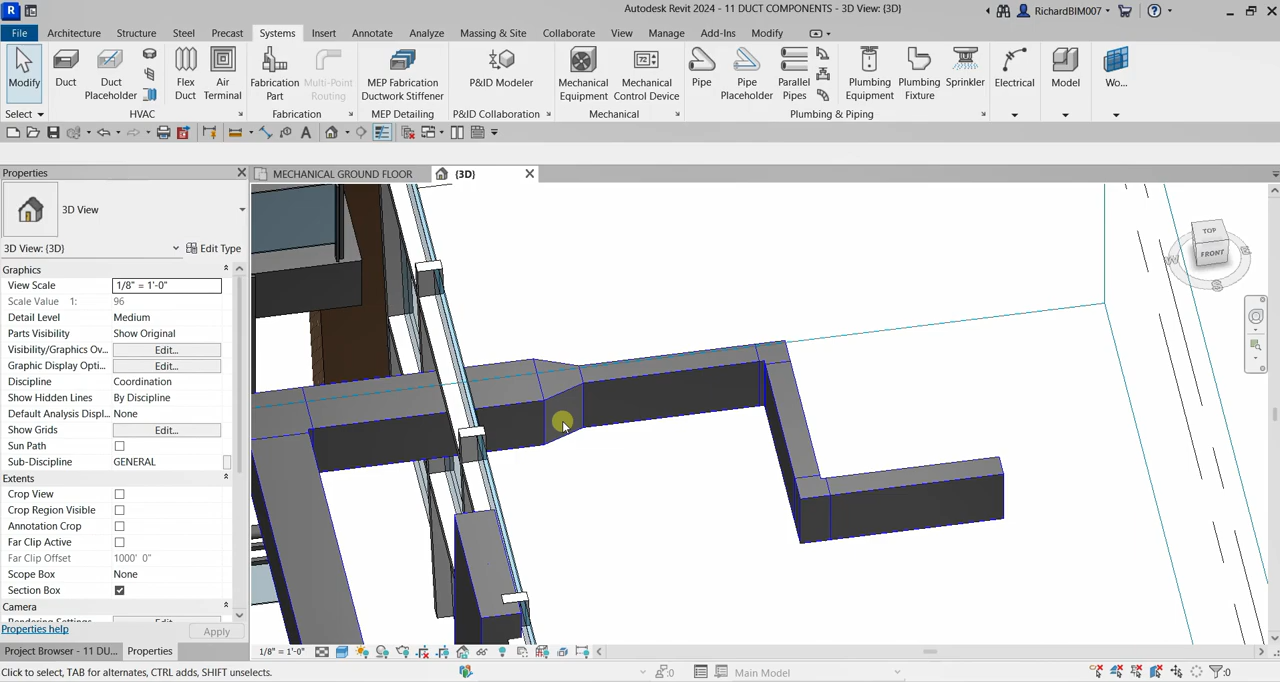 Autodesk Revit 2024 - 11 DUCT COMPONENTS - 3D View: {3D}
RichardBIM007
File
Architecture
Structure
Steel
Precast
Systems
Insert
Annotate
Analyze
Massing & Site
Collaborate
View
Manage
Add-Ins
Modify
Modify
Duct
Duct
Placeholder
Flex
Duct
Air
Terminal
Fabrication
Part
Multi-Point
Routing
MEP Fabrication
Ductwork Stiffener
P&ID Modeler
Mechanical
Equipment
Mechanical
Control Device
Pipe
Pipe
Placeholder
Parallel
Pipes
Plumbing
Equipment
Plumbing
Fixture
Sprinkler
Electrical
Model
Wo...
Select
HVAC
Fabrication
MEP Detailing
P&ID Collaboration
Mechanical
Plumbing & Piping
Properties
MECHANICAL GROUND FLOOR
{3D}
3D View
3D View: {3D}
Edit Type
Graphics
View Scale 1/8" = 1'-0"
Scale Value 1: 96
Detail Level Medium
Parts Visibility Show Original
Visibility/Graphics Ov... Edit...
Graphic Display Opti... Edit...
Discipline Coordination
Show Hidden Lines By Discipline
Default Analysis Displ... None
Show Grids Edit...
Sun Path
Sub-Discipline GENERAL
Extents
Crop View
Crop Region Visible
Annotation Crop
Far Clip Active
Far Clip Offset 1000' 0"
Scope Box None
Section Box
Camera
Properties help
Apply
Project Browser - 11 DU...
Properties
TOP
FRONT
W
E
S
1/8" = 1'-0"
Click to select, TAB for alternates, CTRL adds, SHIFT unselects.
:0
Main Model
:0